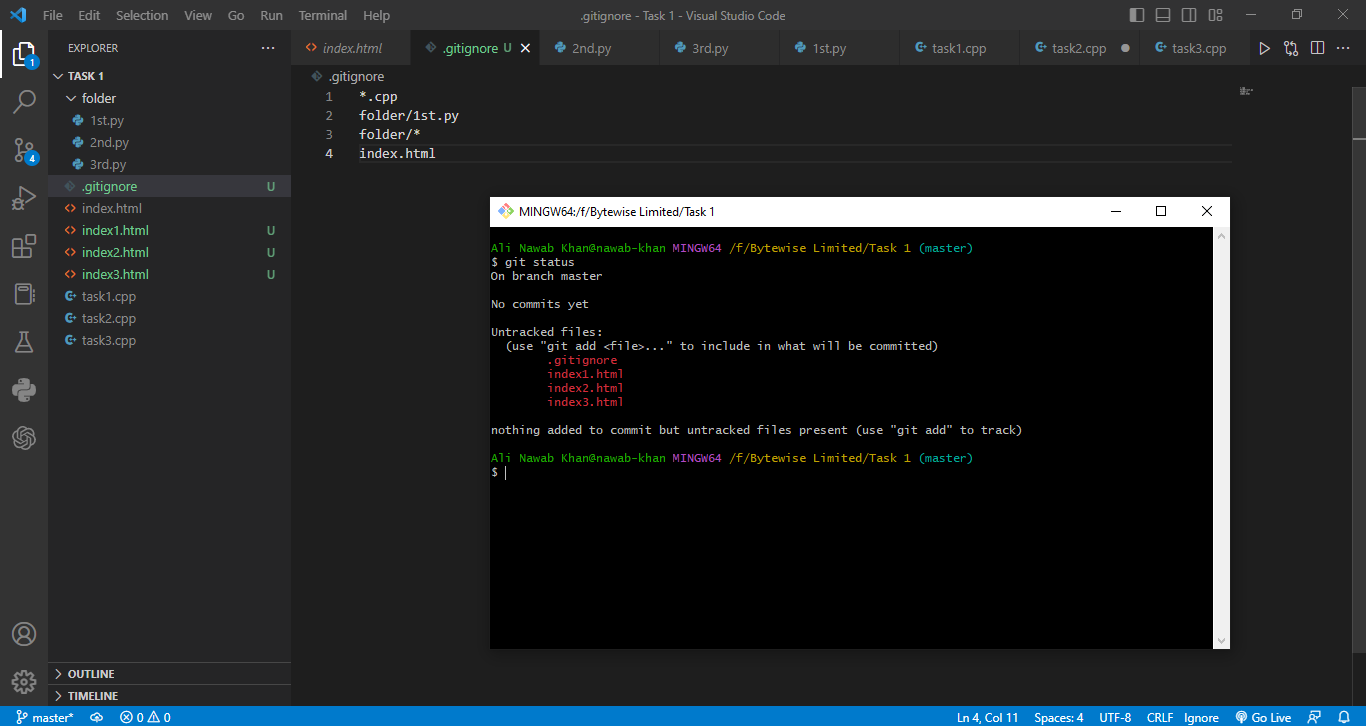 File Edit Selection View Go Run Terminal Help .gitignore - Task 1 - Visual Studio Code
EXPLORER
1
4
TASK 1
folder
1st.py
2nd.py
3rd.py
.gitignore U
index.html
index1.html U
index2.html U
index3.html U
task1.cpp
task2.cpp
task3.cpp
OUTLINE
TIMELINE
index.html .gitignore U 2nd.py 3rd.py 1st.py task1.cpp task2.cpp task3.cpp
.gitignore
1 *.cpp
2 folder/1st.py
3 folder/*
4 index.html
MINGW64:/f/Bytewise Limited/Task 1
Ali Nawab Khan@nawab-khan MINGW64 /f/Bytewise Limited/Task 1 (master)
$ git status
On branch master
No commits yet
Untracked files:
(use "git add <file>..." to include in what will be committed)
.gitignore
index1.html
index2.html
index3.html
nothing added to commit but untracked files present (use "git add" to track)
Ali Nawab Khan@nawab-khan MINGW64 /f/Bytewise Limited/Task 1 (master)
$
master* 0 0 Ln 4, Col 11 Spaces: 4 UTF-8 CRLF Ignore Go Live